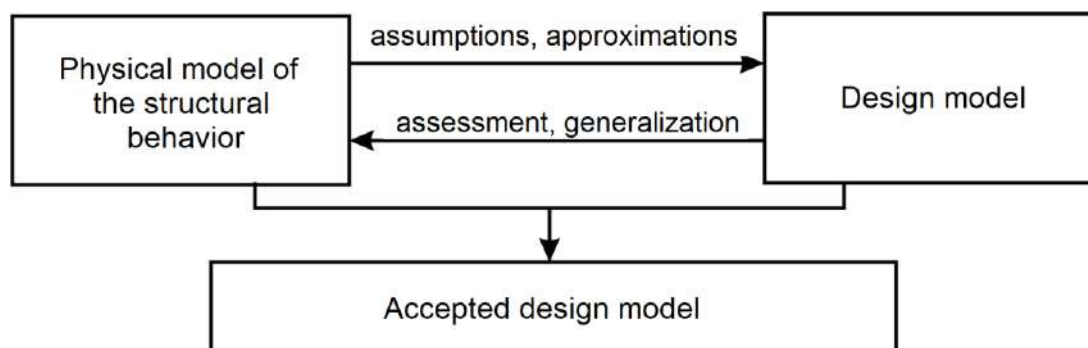 Physical model of
the structural
behavior
assumptions, approximations
assessment, generalization
Design model
Accepted design model